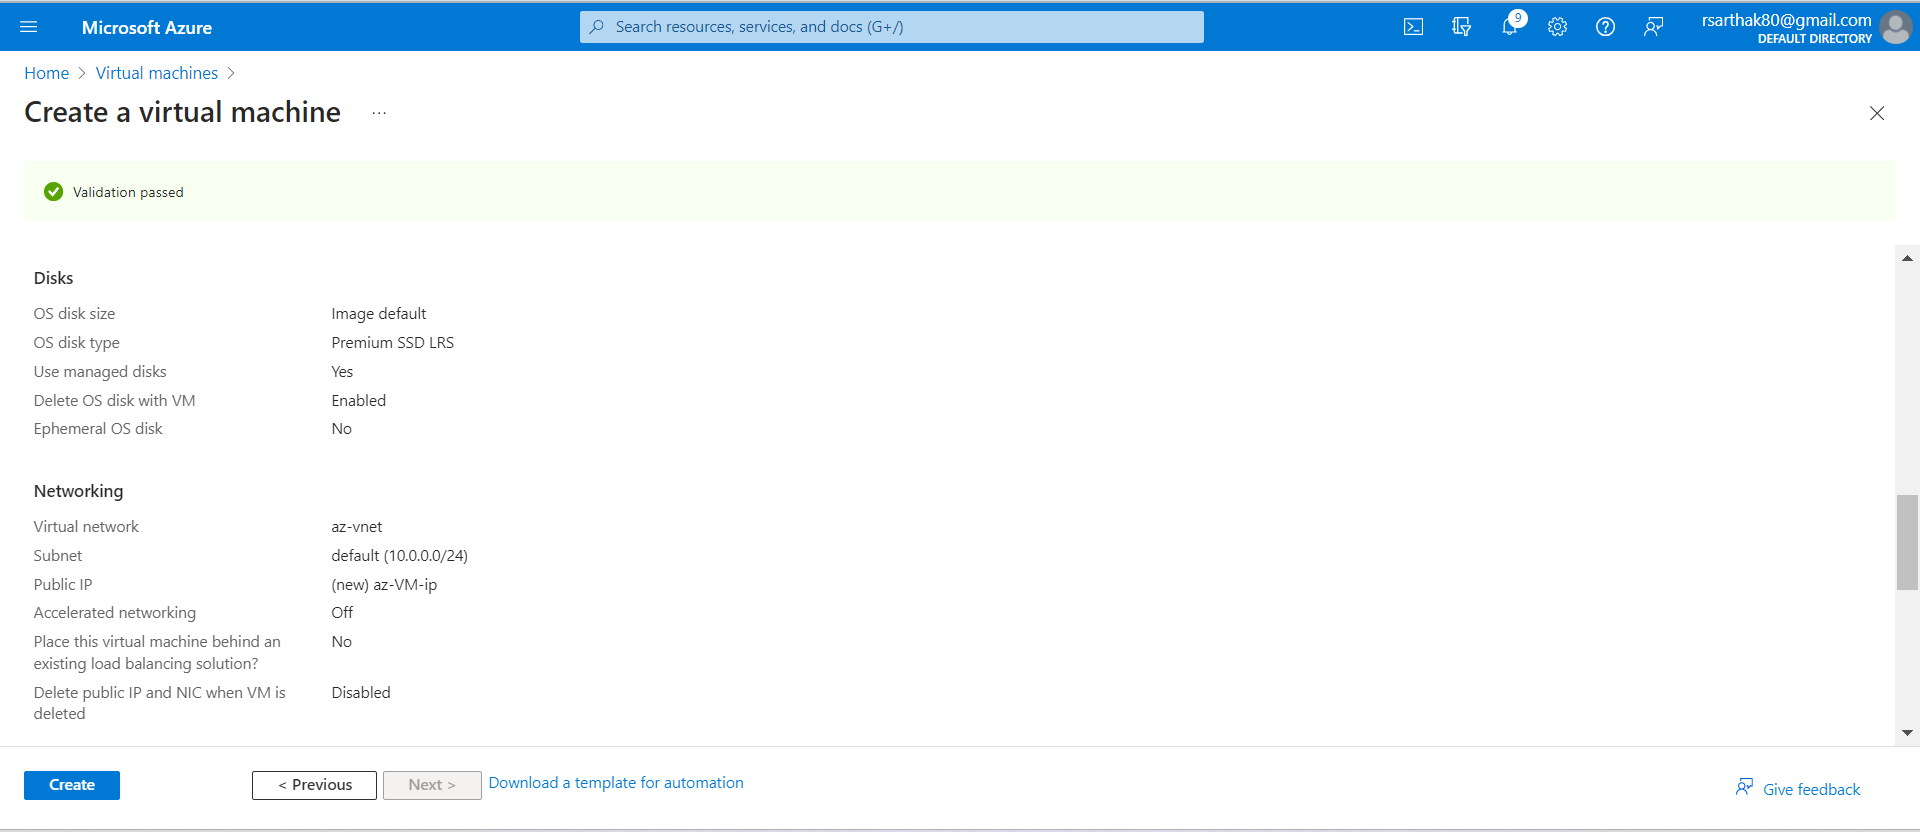 Microsoft Azure
Search resources, services, and docs (G+/)
9
rsarthak80@gmail.com
DEFAULT DIRECTORY
Home > Virtual machines >
Create a virtual machine ...
Validation passed
Disks
OS disk size Image default
OS disk type Premium SSD LRS
Use managed disks Yes
Delete OS disk with VM Enabled
Ephemeral OS disk No
Networking
Virtual network az-vnet
Subnet default (10.0.0.0/24)
Public IP (new) az-VM-ip
Accelerated networking Off
Place this virtual machine behind an No
existing load balancing solution?
Delete public IP and NIC when VM is Disabled
deleted
Create < Previous Next > Download a template for automation Give feedback